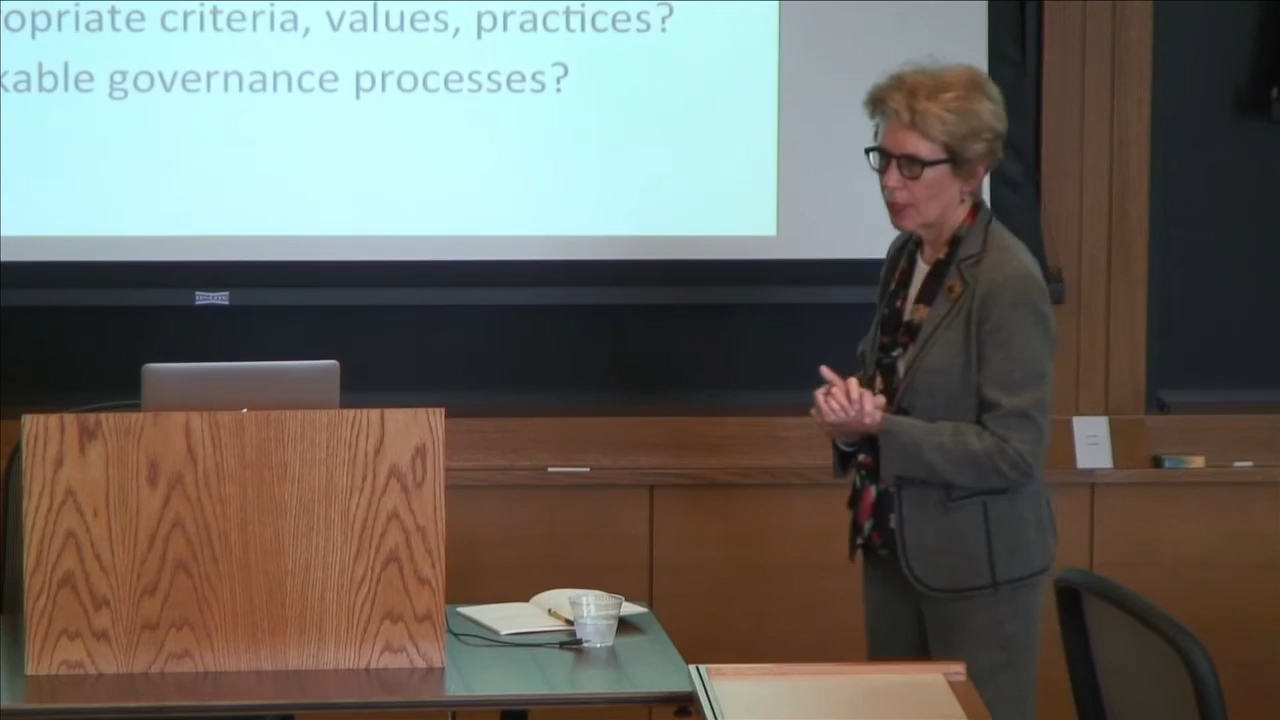 opriate criteria, values, practices?
kable governance processes?